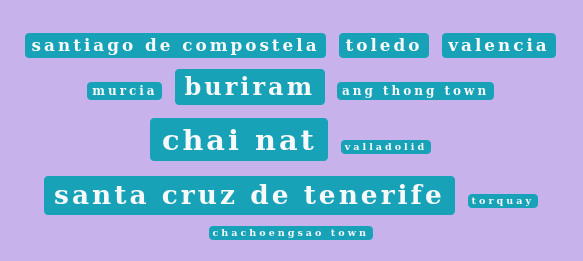 santiago de compostela toledo valencia
murcia buriram ang thong town
chai nat valladolid
santa cruz de tenerife torquay
chachoengsao town